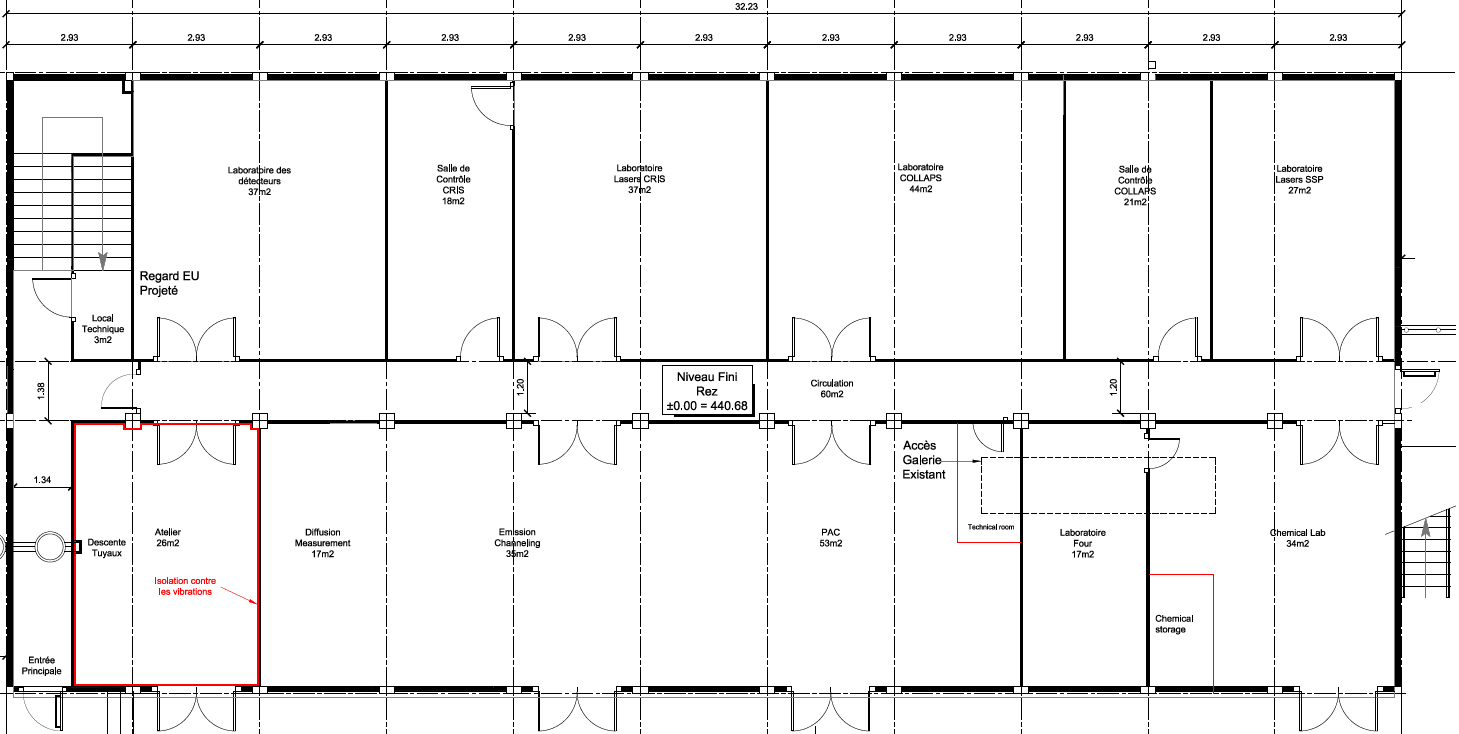 32.23
2.93 2.93 2.93 2.93 2.93 2.93 2.93 2.93 2.93 2.93 2.93
Laboratoire des
détecteurs
37m2
Salle de
Contrôle
CRIS
18m2
Laboratoire
Lasers CRIS
37m2
Laboratoire
COLLAPS
44m2
Salle de
Contrôle
COLLAPS
21m2
Laboratoire
Lasers SSP
27m2
Regard EU
Projeté
Local
Technique
3m2
1.38
1.20
Niveau Fini
Rez
±0.00 = 440.68
Circulation
60m2
1.20
Accès
Galerie
Existant
1.34
Descente
Tuyaux
Atelier
26m2
Isolation contre
les vibrations
Diffusion
Measurement
17m2
Emission
Channeling
35m2
PAC
53m2
Technical room
Laboratoire
Four
17m2
Chemical Lab
34m2
Chemical
storage
Entrée
Principale